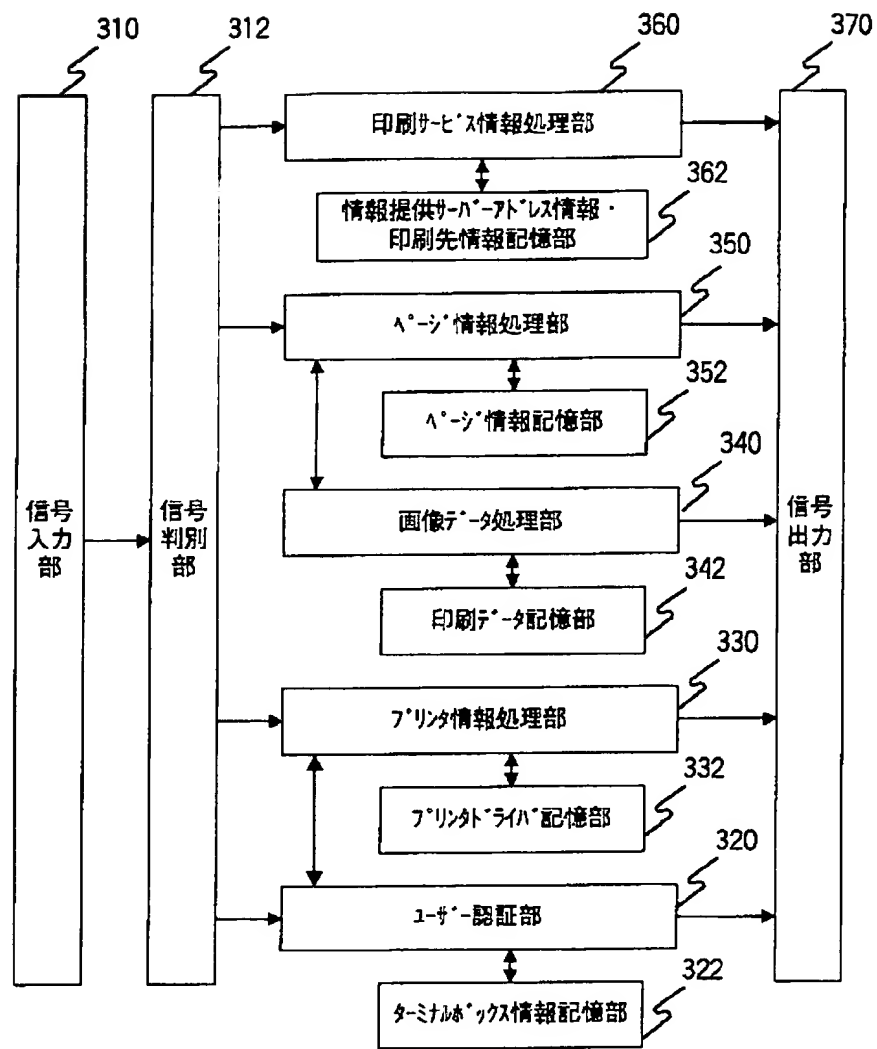 310
312
360
370
印刷ｻｰﾋﾞｽ情報処理部
362
情報提供ｻｰﾊﾞｰｱﾄﾞﾚｽ情報・
印刷先情報記憶部
350
ﾍﾟｰｼﾞ情報処理部
352
ﾍﾟｰｼﾞ情報記憶部
340
信号
入力
部
信号
判別
部
画像ﾃﾞｰﾀ処理部
信号
出力
部
342
印刷ﾃﾞｰﾀ記憶部
330
ﾌﾟﾘﾝﾀ情報処理部
332
ﾌﾟﾘﾝﾀﾄﾞﾗｲﾊﾞ記憶部
320
ﾕｰｻﾞｰ認証部
322
ﾀｰﾐﾅﾙﾎﾞｯｸｽ情報記憶部